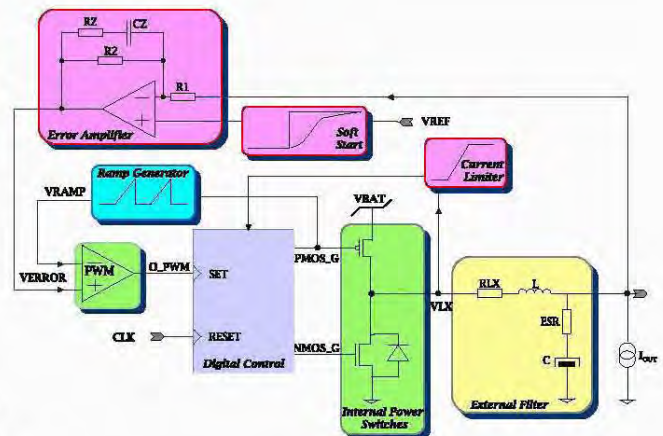 RZ
CZ
R2
R1
Error Amplifier
VREF
Soft
Start
Ramp Generator
VRAMP
Current
Limiter
VBAT
PWM
O_PWM
SET
PMOS_G
VERROR
VLX
RLX
L
ESR
CLK
RESET
NMOS_G
C
IOUT
Digital Control
Internal Power
Switches
External Filter